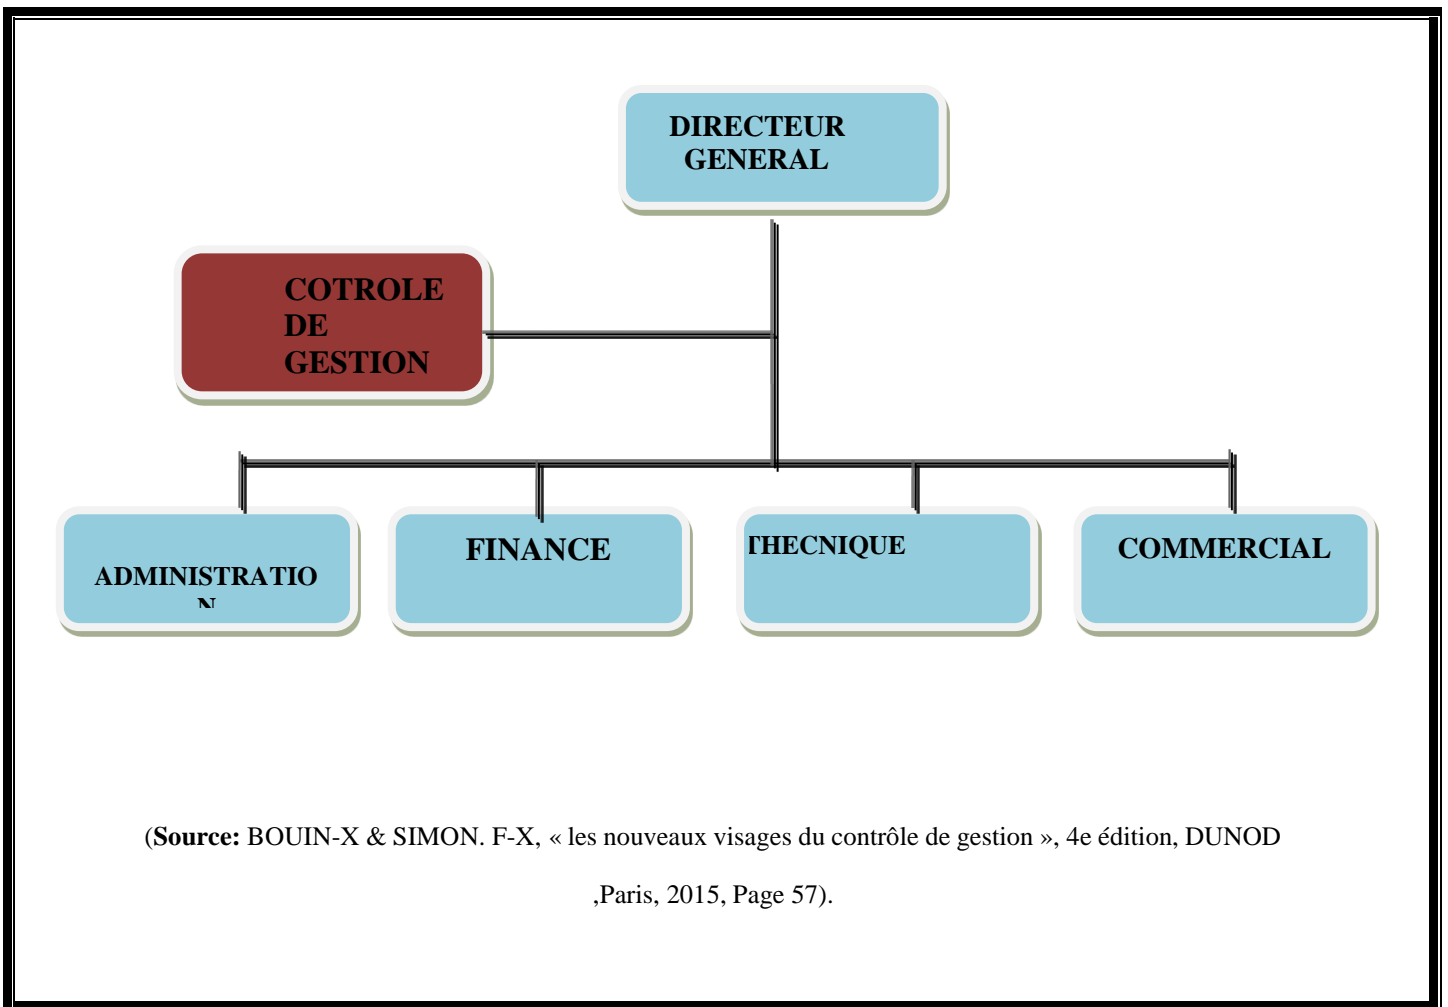 DIRECTEUR
GENERAL
COTROLE
DE
GESTION
ADMINISTRATIO
N
FINANCE
THECNIQUE
COMMERCIAL
(Source: BOUIN-X & SIMON. F-X, « les nouveaux visages du contrôle de gestion », 4e édition, DUNOD
,Paris, 2015, Page 57).